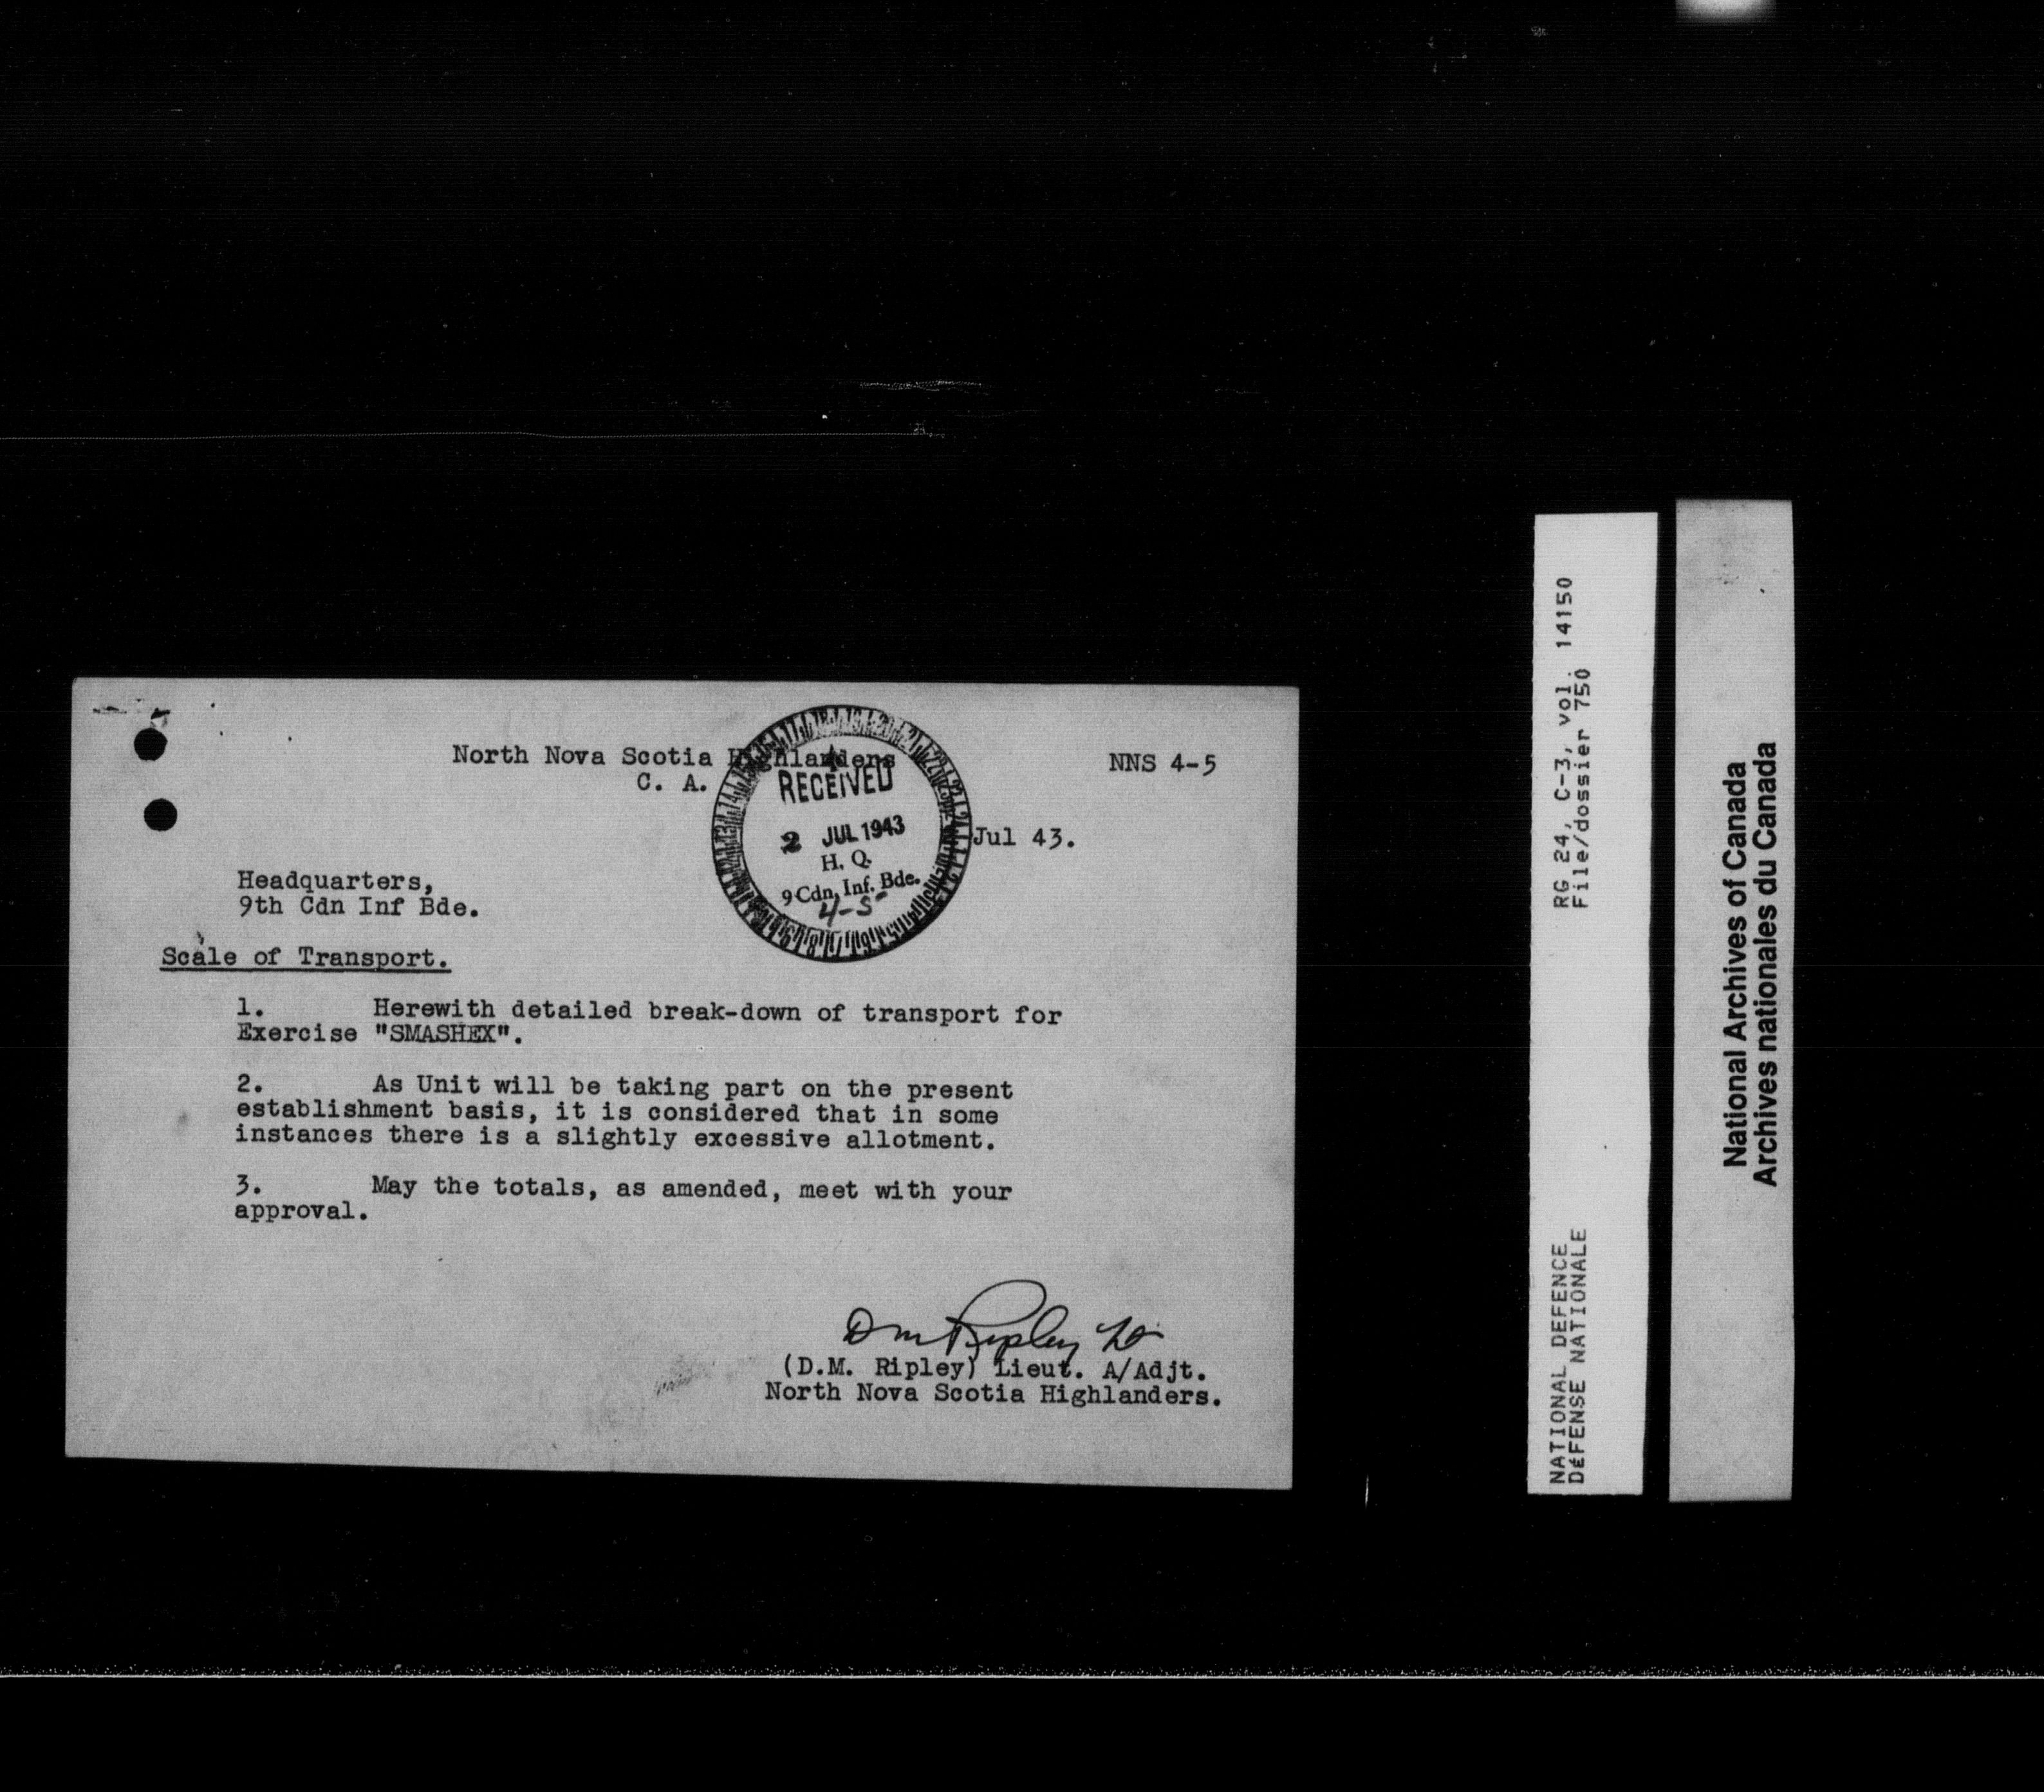 North Nova Scotia Highlanders
C. A.
NNS 4-5
RECEIVED
2 JUL 1943
H. Q.
9 Cdn. Inf. Bde.
4-5
Jul 43.
Headquarters,
9th Cdn Inf Bde.
Scale of Transport.
1. Herewith detailed break-down of transport for
Exercise "SMASHEX".
2. As Unit will be taking part on the present
establishment basis, it is considered that in some
instances there is a slightly excessive allotment.
3. May the totals, as amended, meet with your
approval.
DM Ripley Lt
(D.M. Ripley) Lieut. A/Adjt.
North Nova Scotia Highlanders.
NATIONAL DEFENCE RG 24, C-3, vol. 14150
DÉFENSE NATIONALE File/dossier 750
National Archives of Canada
Archives nationales du Canada